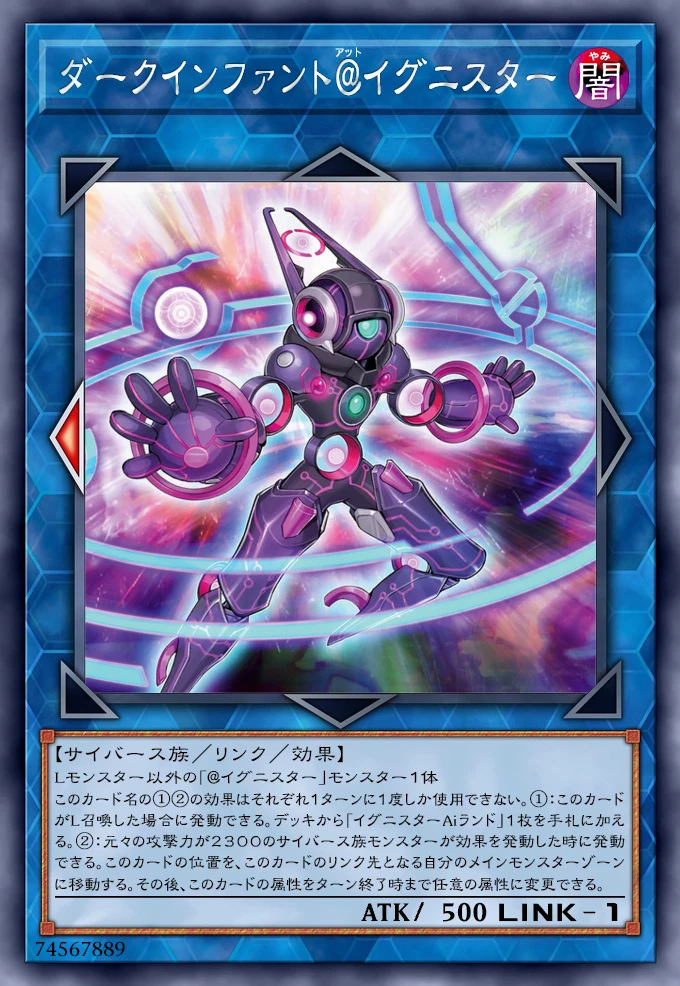 アット
ダークインファント@イグニスター
やみ
闇
【サイバース族／リンク／効果】
Lモンスター以外の「@イグニスター」モンスター1体
このカード名の①②の効果はそれぞれ1ターンに1度しか使用できない。①：このカード
がL召喚した場合に発動できる。デッキから「イグニスターAiランド」1枚を手札に加え
る。②：元々の攻撃力が2300のサイバース族モンスターが効果を発動した時に発動
できる。このカードの位置を、このカードのリンク先となる自分のメインモンスターゾーン
に移動する。その後、このカードの属性をターン終了時まで任意の属性に変更できる。
ATK/ 500 LINK-1
74567889